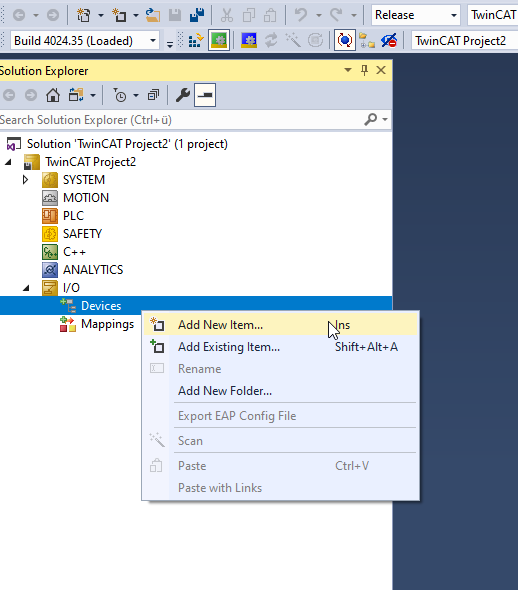 Release
TwinCAT
Build 4024.35 (Loaded)
TwinCAT Project2
Solution Explorer
Search Solution Explorer (Ctrl+ü)
Solution 'TwinCAT Project2' (1 project)
TwinCAT Project2
SYSTEM
MOTION
PLC
SAFETY
C++
ANALYTICS
I/O
Devices
Mappings
Add New Item... Ins
Add Existing Item... Shift+Alt+A
Rename
Add New Folder...
Export EAP Config File
Scan
Paste Ctrl+V
Paste with Links